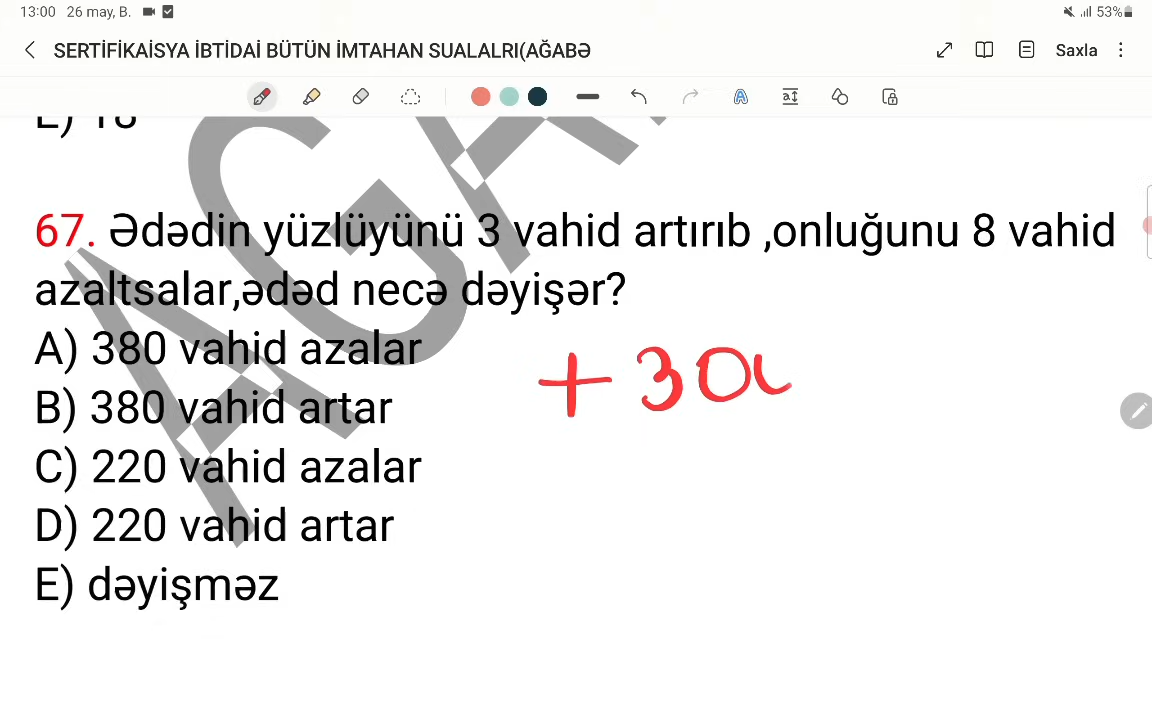 13:00 26 may, B. 53%
SERTİFİKAİSYA İBTİDAİ BÜTÜN İMTAHAN SUALALRI(AĞABƏ
Saxla
E) 18
67. Ədədin yüzlüyünü 3 vahid artırıb ,onluğunu 8 vahid
azaltsalar,ədəd necə dəyişər?
A) 380 vahid azalar
B) 380 vahid artar
C) 220 vahid azalar
D) 220 vahid artar
E) dəyişməz
+ 30